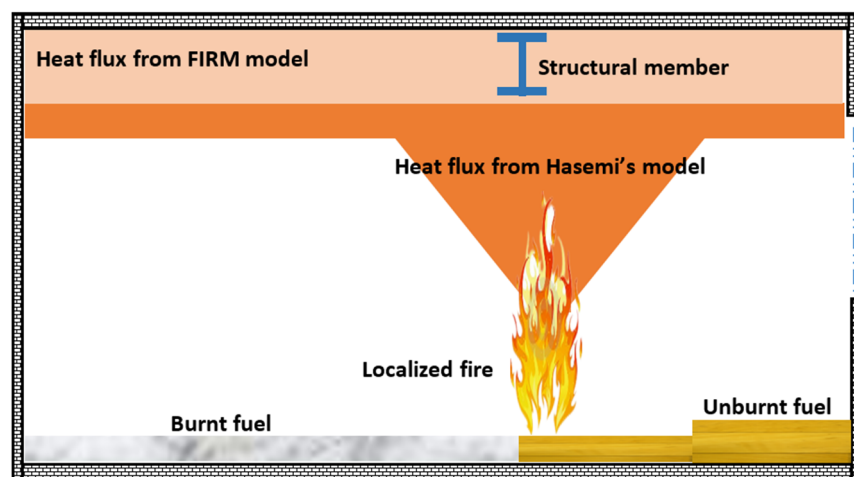 Heat flux from FIRM model
Structural member
Heat flux from Hasemi's model
Localized fire
Burnt fuel
Unburnt fuel